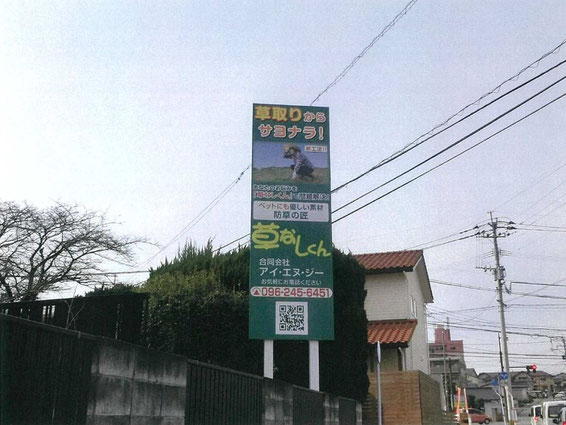 草取りから
サヨナラ!
ペットにも優しい素材
防草の匠
草なしくん
合同会社
アイ・エヌ・ジー
お気軽にお電話ください
096-245-6451